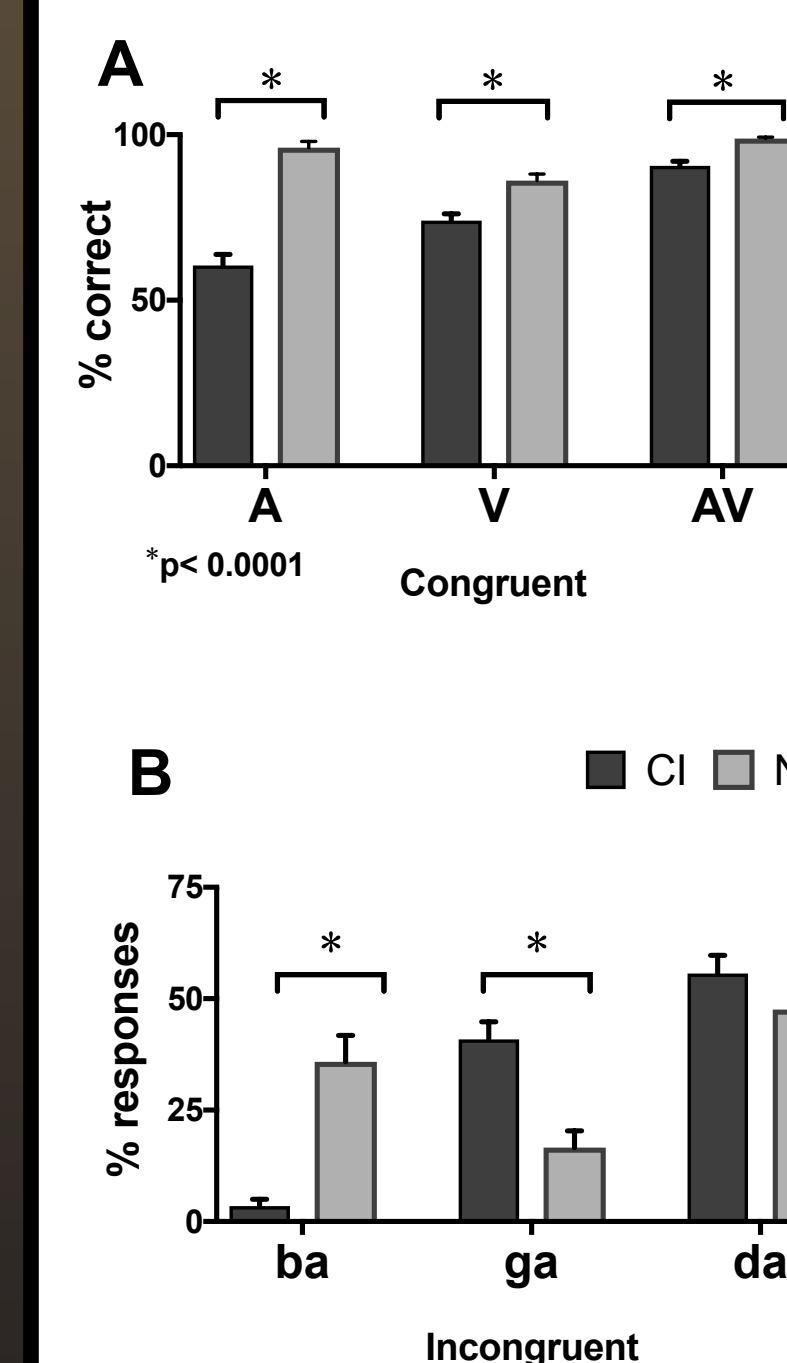 A
* * *
100
50
0
% correct
A V AV
*p< 0.0001
Congruent
B
CI
75
50
25
0
% responses
* *
ba ga da
Incongruent